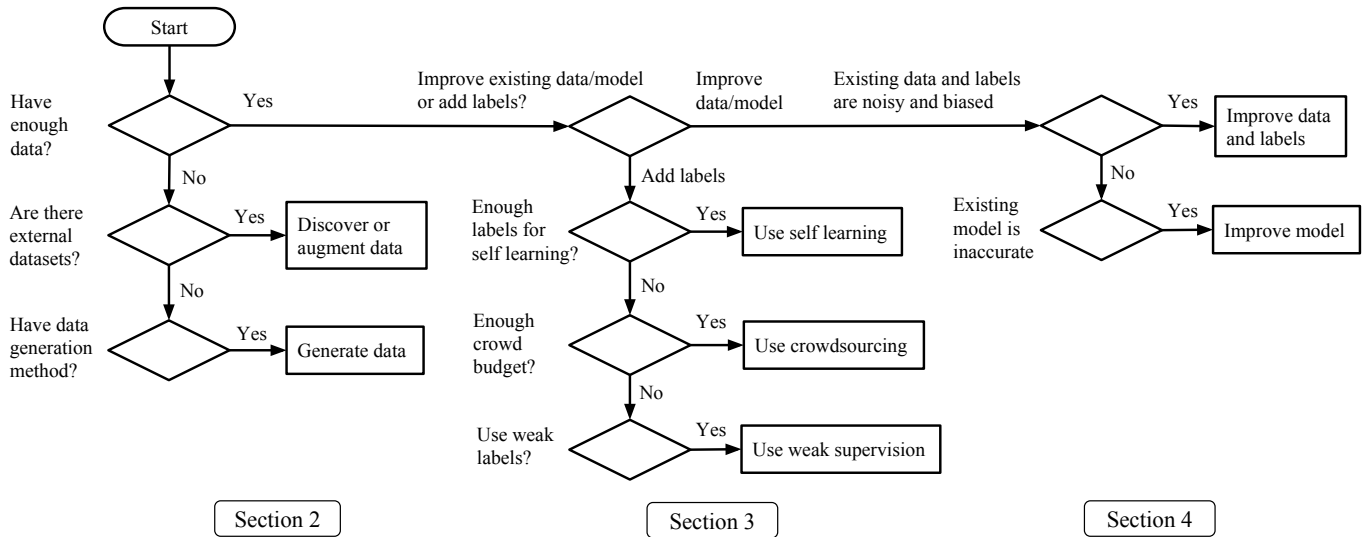 Start
Have
enough
data?
Yes
Improve existing data/model
or add labels?
Improve
data/model
Existing data and labels
are noisy and biased
Yes
Improve data
and labels
No
Add labels
No
Are there
external
datasets?
Yes
Discover or
augment data
Enough
labels for
self learning?
Yes
Use self learning
Existing
model is
inaccurate
Yes
Improve model
No
No
Have data
generation
method?
Yes
Generate data
Enough
crowd
budget?
Yes
Use crowdsourcing
No
Use weak
labels?
Yes
Use weak supervision
Section 2
Section 3
Section 4